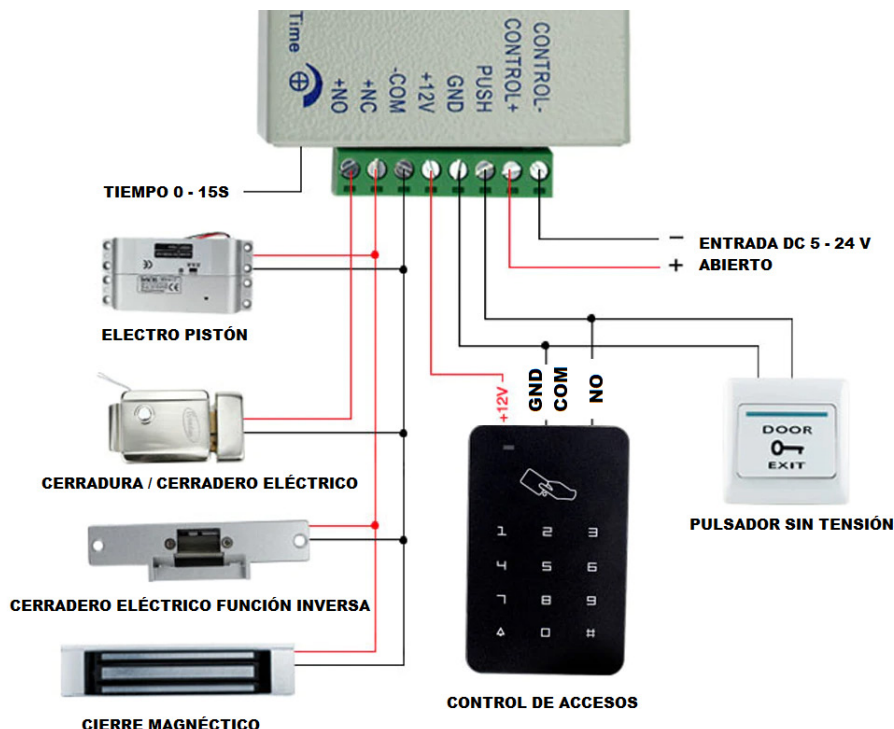 Time
+NO
+NC
-COM
+12V
GND
PUSH
CONTROL+
CONTROL-
TIEMPO 0 - 15S
− ENTRADA DC 5 - 24 V
+ ABIERTO
ELECTRO PISTÓN
+12V -
GND
COM
NO
DOOR
EXIT
CERRADURA / CERRADERO ELÉCTRICO
PULSADOR SIN TENSIÓN
1 2 3
4 5 6
7 8 9
0 #
CERRADERO ELÉCTRICO FUNCIÓN INVERSA
CONTROL DE ACCESOS
CIERRE MAGNÉCTICO